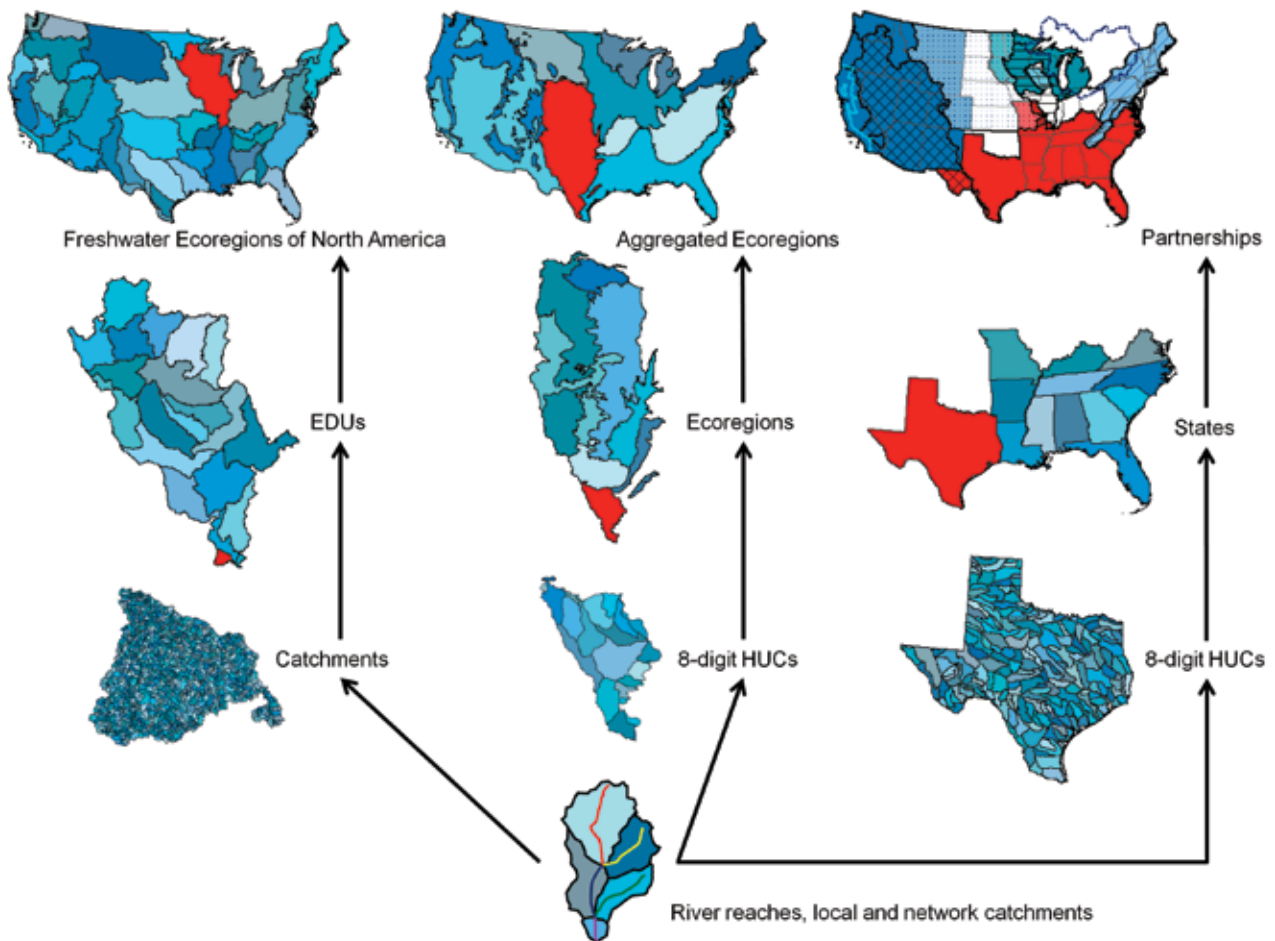 Freshwater Ecoregions of North America
Aggregated Ecoregions
Partnerships
EDUs
Ecoregions
States
Catchments
8-digit HUCs
8-digit HUCs
River reaches, local and network catchments